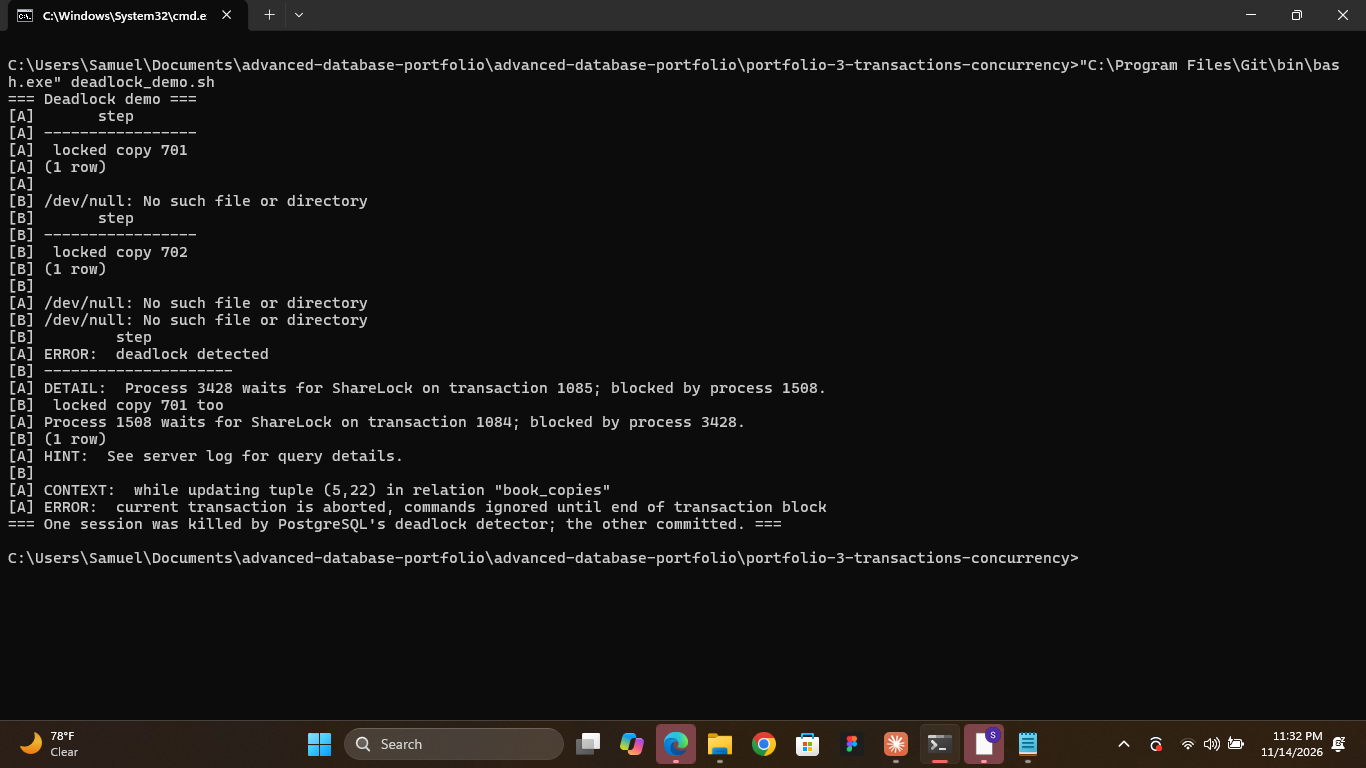 C:\Windows\System32\cmd.e
C:\Users\Samuel\Documents\advanced-database-portfolio\advanced-database-portfolio\portfolio-3-transactions-concurrency>"C:\Program Files\Git\bin\bas
h.exe" deadlock_demo.sh
=== Deadlock demo ===
[A]       step
[A] -----------------
[A]  locked copy 701
[A] (1 row)
[A]
[B] /dev/null: No such file or directory
[B]       step
[B] -----------------
[B]  locked copy 702
[B] (1 row)
[B]
[A] /dev/null: No such file or directory
[B] /dev/null: No such file or directory
[B]         step
[A] ERROR:  deadlock detected
[B] ---------------------
[A] DETAIL:  Process 3428 waits for ShareLock on transaction 1085; blocked by process 1508.
[B]  locked copy 701 too
[A] Process 1508 waits for ShareLock on transaction 1084; blocked by process 3428.
[B] (1 row)
[A] HINT:  See server log for query details.
[B]
[A] CONTEXT:  while updating tuple (5,22) in relation "book_copies"
[A] ERROR:  current transaction is aborted, commands ignored until end of transaction block
=== One session was killed by PostgreSQL's deadlock detector; the other committed. ===
C:\Users\Samuel\Documents\advanced-database-portfolio\advanced-database-portfolio\portfolio-3-transactions-concurrency>
78°F
Clear
Search
S
11:32 PM
11/14/2026